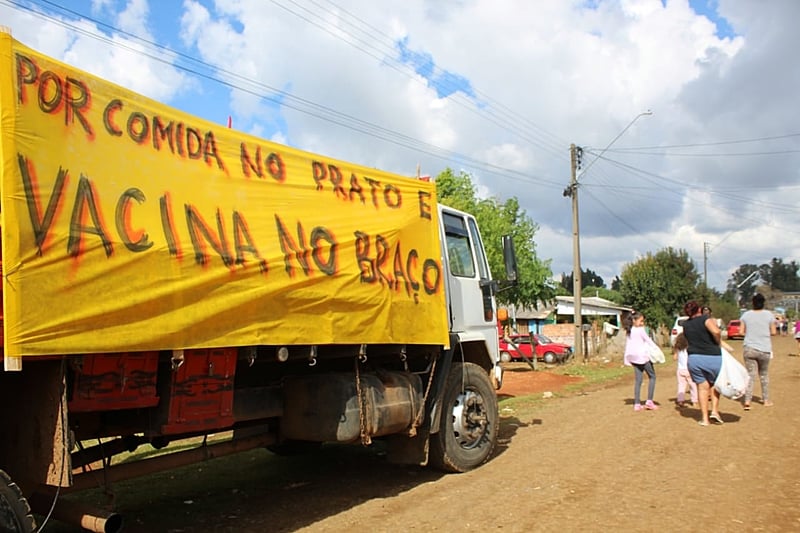 POR COMIDA NO PRATO E
VACINA NO BRAÇO